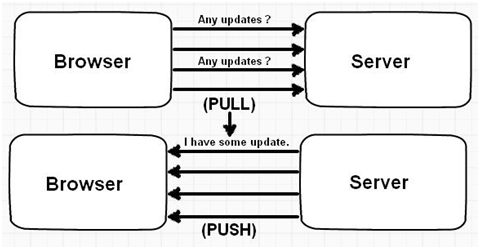 Any updates ?
Browser
Any updates ?
Server
(PULL)
I have some update.
Browser
Server
(PUSH)